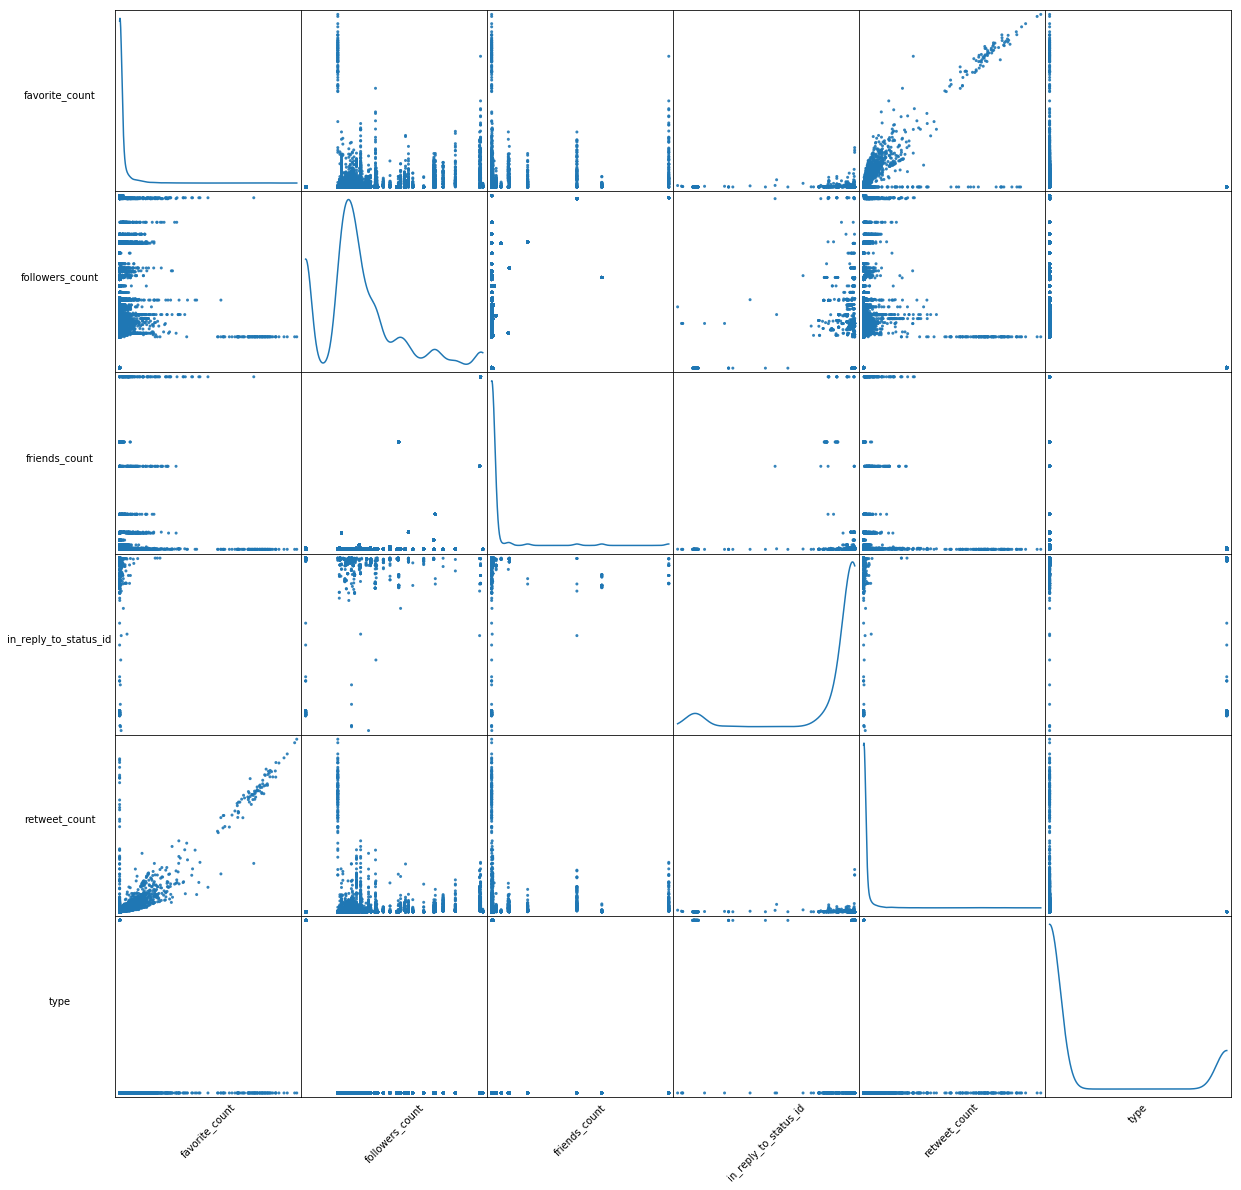 favorite_count
followers_count
friends_count
in_reply_to_status_id
retweet_count
type
favorite_count
followers_count
friends_count
in_reply_to_status_id
retweet_count
type